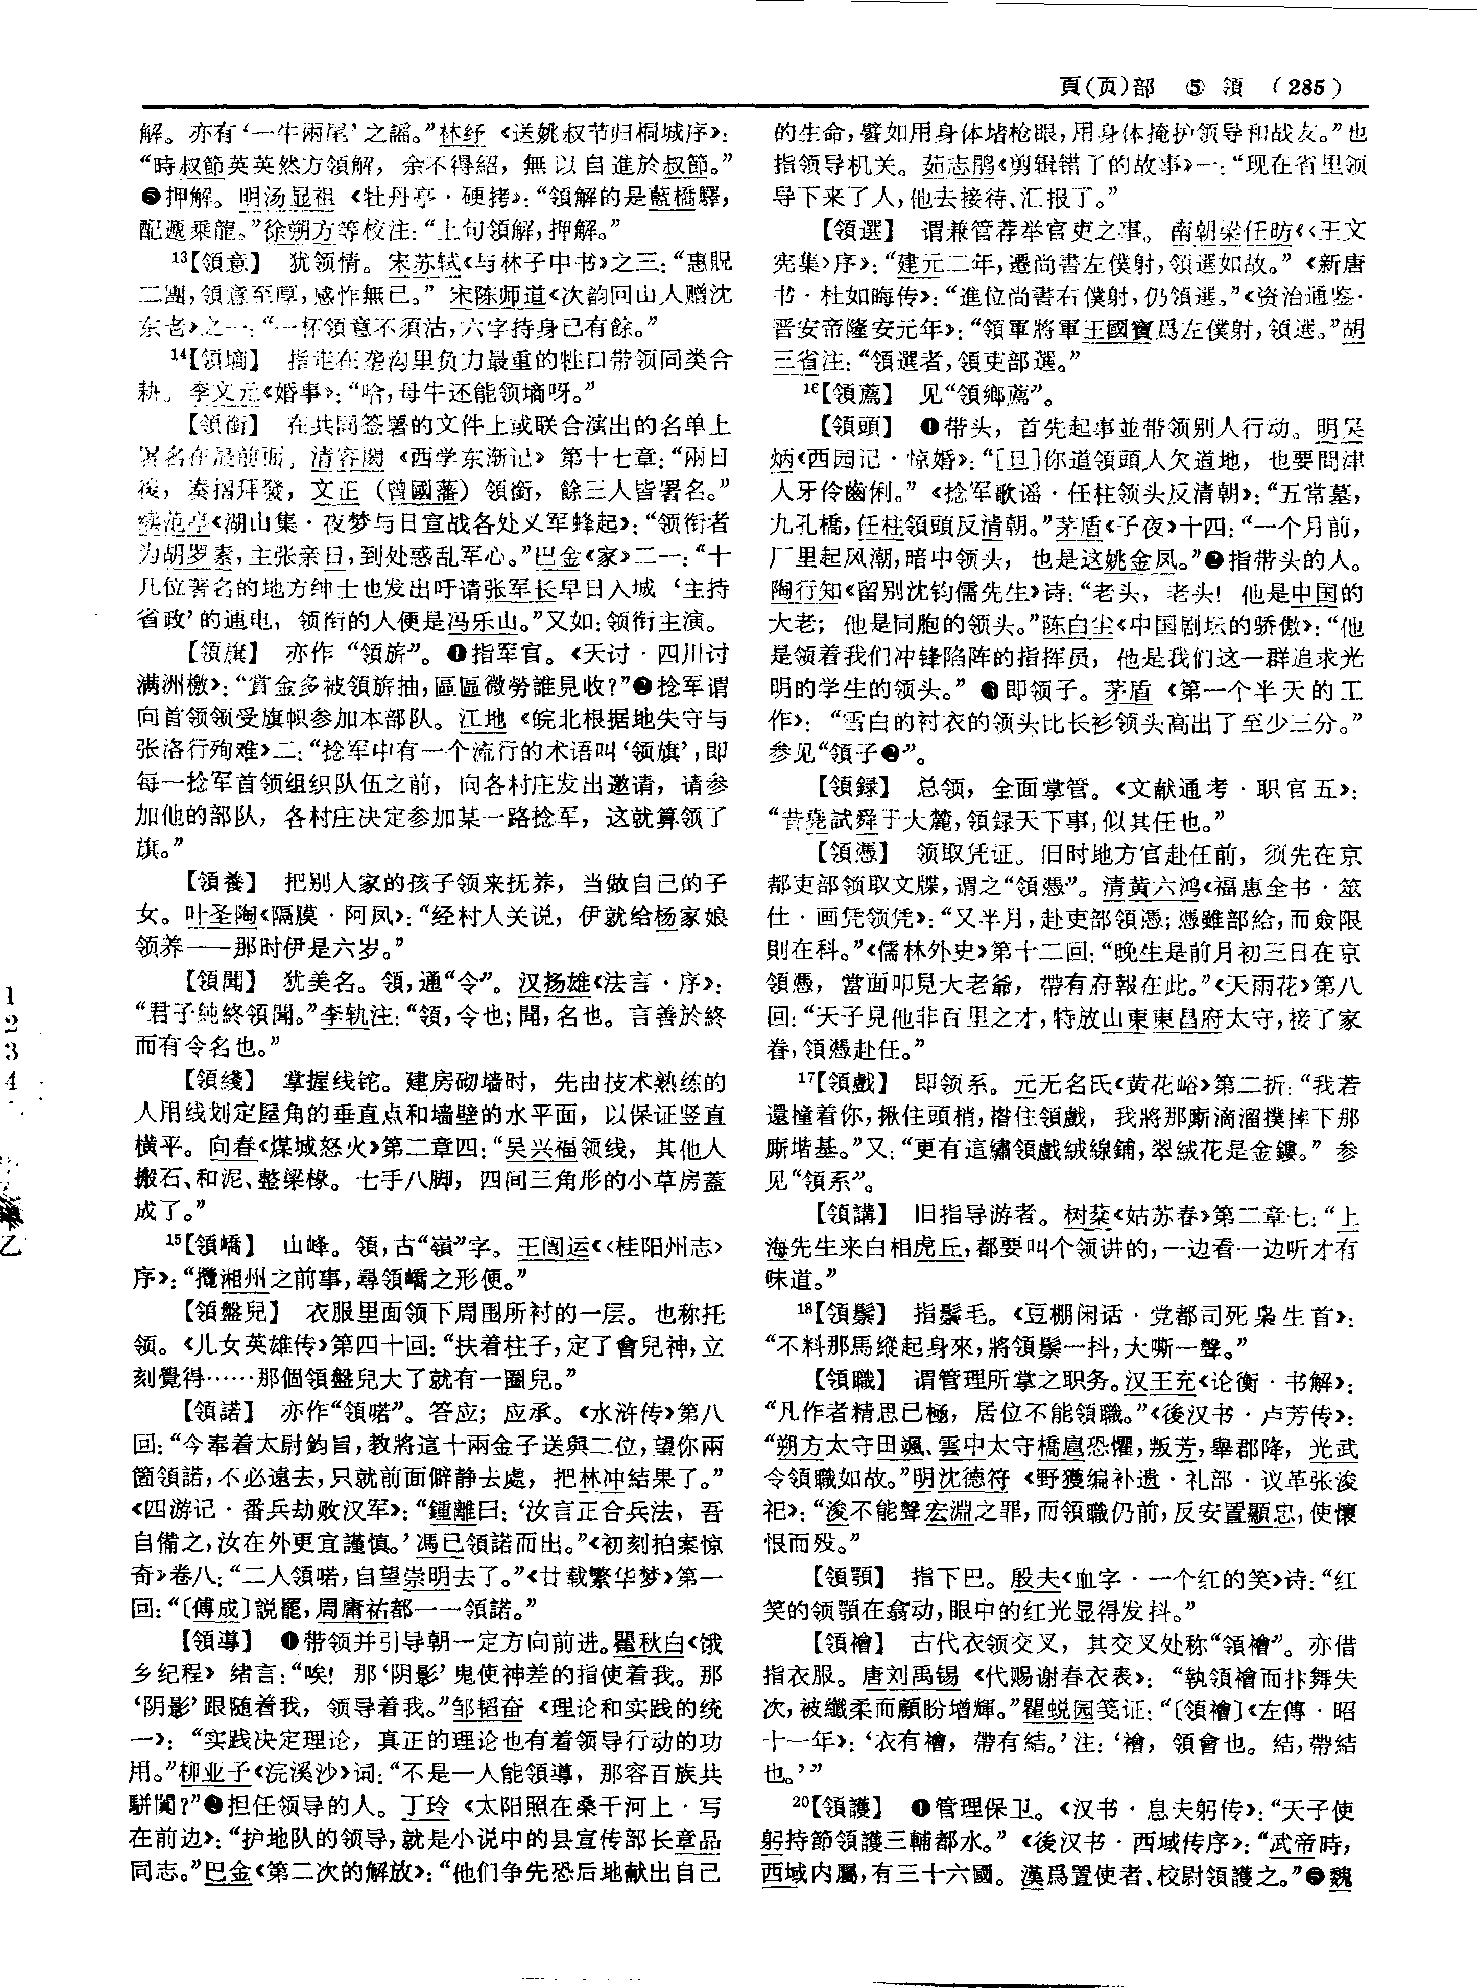 頁(页)部 ⑤ 領 (285)
解。亦有‘一牛兩尾’之謡。”林纾《送姚叔节归桐城序》：
“時叔節英英然方領解，余不得紹，無以自進於叔節。”
❺押解。明汤显祖《牡丹亭·硬拷》：“領解的是藍橋驛，
配遞乘龍。”徐朔方等校注：“上句領解，押解。”
13【領意】 犹领情。宋苏轼《与林子中书》之三：“惠貺
二團，領意至厚，感怍無已。”宋陈师道《次韵回山人赠沈
东老》之一：“一杯領意不須沽，六字持身已有餘。”
14【領墒】 指走在垄沟里负力最重的牲口带领同类合
耕。李文元《婚事》：“哈，母牛还能领墒呀。”
【領銜】 在共同签署的文件上或联合演出的名单上
署名在最前面。清容闳《西学东渐记》第十七章：“兩日
後，奏摺拜發，文正（曾國藩）領銜，餘三人皆署名。”
续范亭《湖山集·夜梦与日宣战各处义军蜂起》：“领衔者
为胡罗素，主张亲日，到处惑乱军心。”巴金《家》二一：“十
几位署名的地方绅士也发出吁请张军长早日入城‘主持
省政’的通电，领衔的人便是冯乐山。”又如：领衔主演。
【領旗】 亦作“領旂”。❶指军官。《天讨·四川讨
满洲檄》：“賞金多被領旂抽，區區微勞誰見收？”❷捻军谓
向首领领受旗帜参加本部队。江地《皖北根据地失守与
张洛行殉难》二：“捻军中有一个流行的术语叫‘领旗’，即
每一捻军首领组织队伍之前，向各村庄发出邀请，请参
加他的部队，各村庄决定参加某一路捻军，这就算领了
旗。”
【領養】 把别人家的孩子领来抚养，当做自己的子
女。叶圣陶《隔膜·阿凤》：“经村人关说，伊就给杨家娘
领养——那时伊是六岁。”
【領聞】 犹美名。領，通“令”。汉扬雄《法言·序》：
“君子純終領聞。”李轨注：“領，令也；聞，名也。言善於終
而有令名也。”
【領綫】 掌握线铊。建房砌墙时，先由技术熟练的
人用线划定屋角的垂直点和墙壁的水平面，以保证竖直
横平。向春《煤城怒火》第二章四：“吴兴福领线，其他人
搬石、和泥、整梁椽。七手八脚，四间三角形的小草房蓋
成了。”
15【領嶠】 山峰。領，古“嶺”字。王闿运《〈桂阳州志〉
序》：“攬湘州之前事，尋領嶠之形便。”
【領盤兒】 衣服里面领下周围所衬的一层。也称托
领。《儿女英雄传》第四十回：“扶着柱子，定了會兒神，立
刻覺得……那個領盤兒大了就有一圈兒。”
【領諾】 亦作“領喏”。答应；应承。《水浒传》第八
回：“今奉着太尉鈞旨，教將這十兩金子送與二位，望你兩
箇領諾，不必遠去，只就前面僻静去處，把林冲結果了。”
《四游记·番兵劫败汉军》：“鍾離曰：‘汝言正合兵法，吾
自備之，汝在外更宜謹慎。’馮已領諾而出。”《初刻拍案惊
奇》卷八：“二人領喏，自望崇明去了。”《廿载繁华梦》第一
回：“〔傅成〕説罷，周庸祐都一一領諾。”
【領導】 ❶带领并引导朝一定方向前进。瞿秋白《饿
乡纪程》绪言：“唉！那‘阴影’鬼使神差的指使着我。那
‘阴影’跟随着我，领导着我。”邹韬奋《理论和实践的统
一》：“实践决定理论，真正的理论也有着领导行动的功
用。”柳亚子《浣溪沙》词：“不是一人能領導，那容百族共
駢闐？”❷担任领导的人。丁玲《太阳照在桑干河上·写
在前边》：“护地队的领导，就是小说中的县宣传部长章品
同志。”巴金《第二次的解放》：“他们争先恐后地献出自己
的生命，譬如用身体堵枪眼，用身体掩护领导和战友。”也
指领导机关。茹志鹃《剪辑错了的故事》一：“现在省里领
导下来了人，他去接待、汇报了。”
【領選】 谓兼管荐举官吏之事。南朝梁任昉《〈王文
宪集〉序》：“建元二年，遷尚書左僕射，領選如故。”《新唐
书·杜如晦传》：“進位尚書右僕射，仍領選。”《资治通鉴·
晋安帝隆安元年》：“領軍將軍王國寳爲左僕射，領選。”胡
三省注：“領選者，領吏部選。”
16【領薦】 见“領鄉薦”。
【領頭】 ❶带头，首先起事並带领别人行动。明吴
炳《西园记·惊婚》：“〔旦〕你道領頭人欠道地，也要問津
人牙伶齒俐。”《捻军歌谣·任柱领头反清朝》：“五常墓，
九孔橋，任柱領頭反清朝。”茅盾《子夜》十四：“一个月前，
厂里起风潮，暗中领头，也是这姚金凤。”❷指带头的人。
陶行知《留别沈钧儒先生》诗：“老头，老头！他是中国的
大老；他是同胞的领头。”陈白尘《中国剧坛的骄傲》：“他
是领着我们冲锋陷阵的指挥员，他是我们这一群追求光
明的学生的领头。”❸即领子。茅盾《第一个半天的工
作》：“雪白的衬衣的领头比长衫领头高出了至少三分。”
参见“領子❷”。
【領録】 总领，全面掌管。《文献通考·职官五》：
“昔堯試舜于大麓，領録天下事，似其任也。”
【領憑】 领取凭证。旧时地方官赴任前，须先在京
都吏部领取文牒，谓之“領憑”。清黄六鸿《福惠全书·筮
仕·画凭领凭》：“又半月，赴吏部領憑；憑雖部給，而僉限
則在科。”《儒林外史》第十二回：“晚生是前月初三日在京
領憑，當面叩見大老爺，帶有府報在此。”《天雨花》第八
回：“天子見他非百里之才，特放山東東昌府太守，接了家
眷，領憑赴任。”
17【領戲】 即领系。元无名氏《黄花峪》第二折：“我若
還撞着你，揪住頭梢，揝住領戲，我將那厮滴溜撲摔下那
厮堦基。”又：“更有這繡領戲絨線鋪，翠絨花是金鏤。”参
见“領系”。
【領講】 旧指导游者。树棻《姑苏春》第二章七：“上
海先生来白相虎丘，都要叫个领讲的，一边看一边听才有
味道。”
18【領鬃】 指鬃毛。《豆棚闲话·党都司死枭生首》：
“不料那馬縱起身來，將領鬃一抖，大嘶一聲。”
【領職】 谓管理所掌之职务。汉王充《论衡·书解》：
“凡作者精思已極，居位不能領職。”《後汉书·卢芳传》：
“朔方太守田颯、雲中太守橋扈恐懼，叛芳，舉郡降，光武
令領職如故。”明沈德符《野獲编补遗·礼部·议革张浚
祀》：“浚不能聲宏淵之罪，而領職仍前，反安置顯忠，使懷
恨而殁。”
【領顎】 指下巴。殷夫《血字·一个红的笑》诗：“红
笑的领顎在翕动，眼中的红光显得发抖。”
【領襘】 古代衣领交叉，其交叉处称“領襘”。亦借
指衣服。唐刘禹锡《代赐谢春衣表》：“執領襘而抃舞失
次，被纖柔而顧盼增輝。”瞿蜕园笺证：“〔領襘〕《左傳·昭
十一年》：‘衣有襘，帶有結。’注：‘襘，領會也。結，帶結
也。’”
20【領護】 ❶管理保卫。《汉书·息夫躬传》：“天子使
躬持節領護三輔都水。”《後漢书·西域传序》：“武帝時，
西域内屬，有三十六國。漢爲置使者、校尉領護之。”❷魏
1
2
3
4
乙